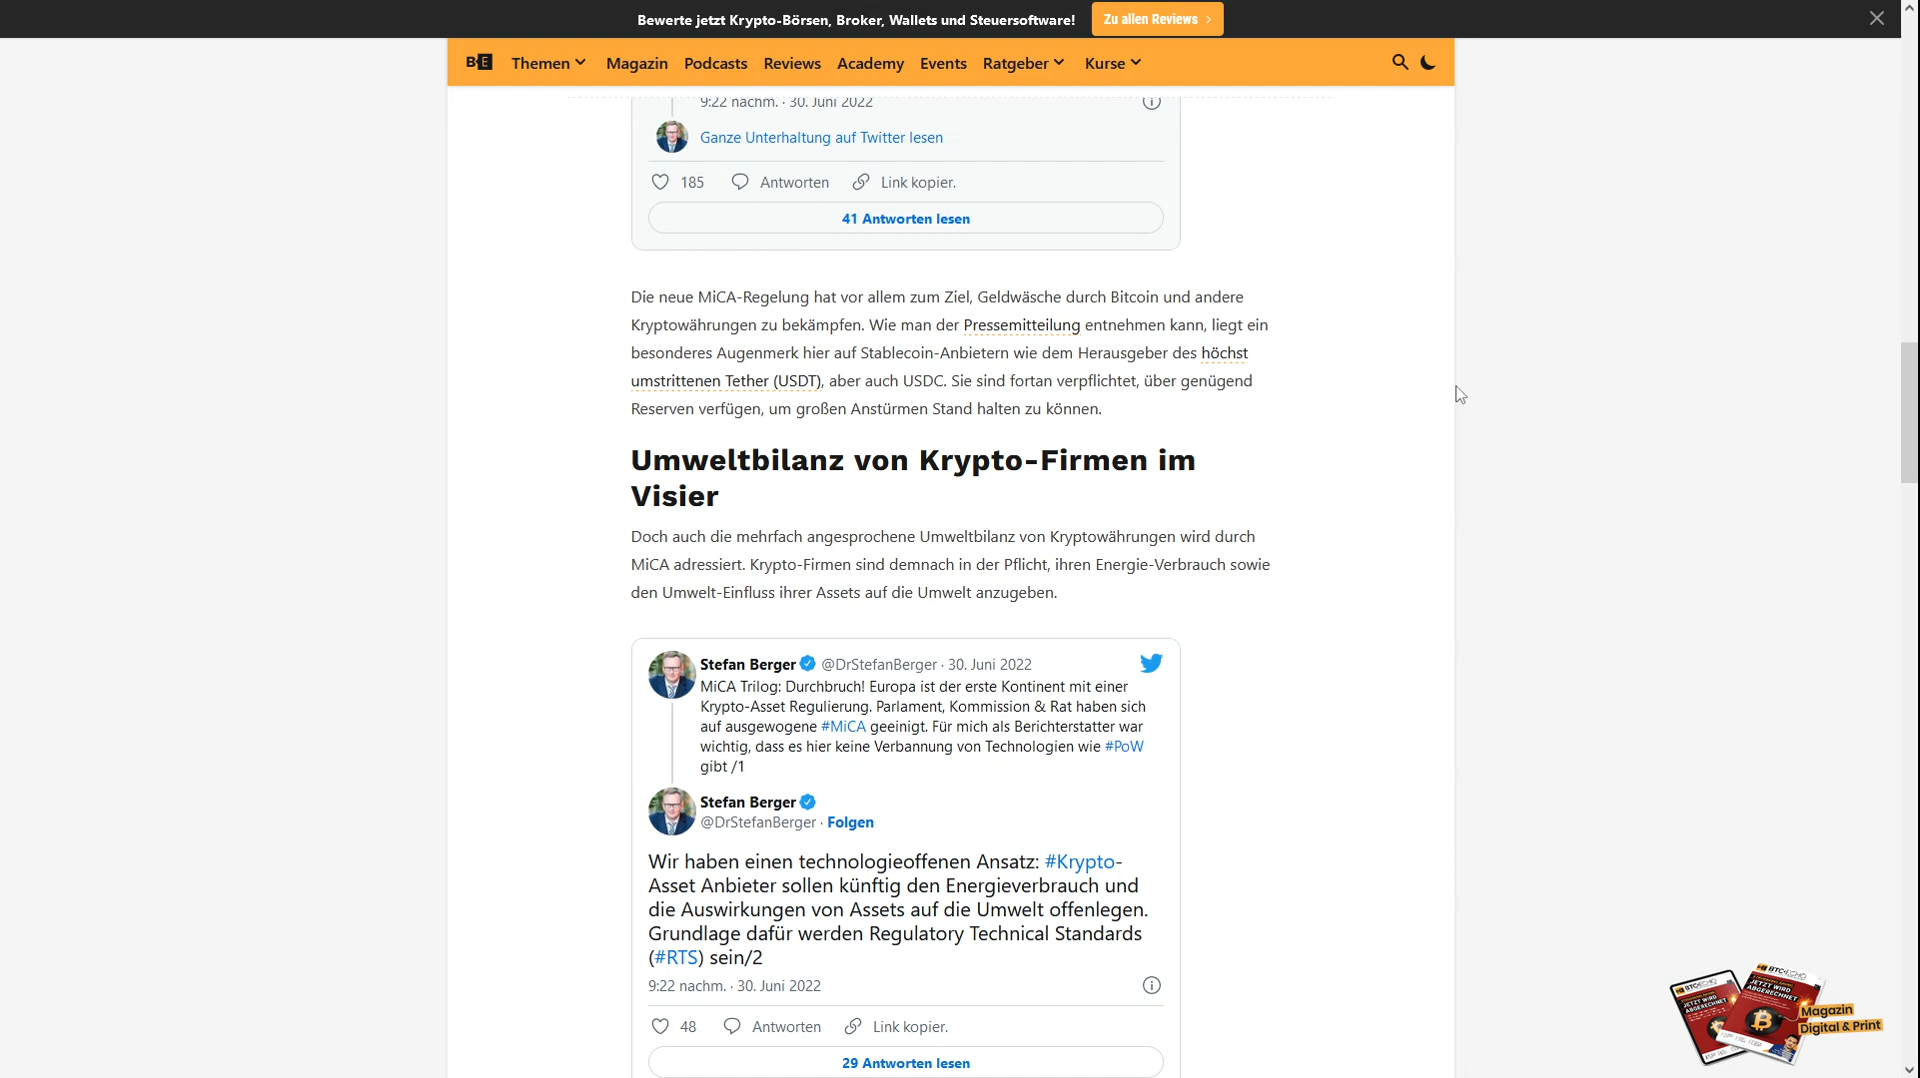 Bewerte jetzt Krypto-Börsen, Broker, Wallets und Steuersoftware! Zu allen Reviews
B E Themen Magazin Podcasts Reviews Academy Events Ratgeber Kurse
9:22 nachm. · 30. Juni 2022
Ganze Unterhaltung auf Twitter lesen
185 Antworten Link kopier.
41 Antworten lesen
Die neue MiCA-Regelung hat vor allem zum Ziel, Geldwäsche durch Bitcoin und andere
Kryptowährungen zu bekämpfen. Wie man der Pressemitteilung entnehmen kann, liegt ein
besonderes Augenmerk hier auf Stablecoin-Anbietern wie dem Herausgeber des höchst
umstrittenen Tether (USDT), aber auch USDC. Sie sind fortan verpflichtet, über genügend
Reserven verfügen, um großen Anstürmen Stand halten zu können.
Umweltbilanz von Krypto-Firmen im
Visier
Doch auch die mehrfach angesprochene Umweltbilanz von Kryptowährungen wird durch
MiCA adressiert. Krypto-Firmen sind demnach in der Pflicht, ihren Energie-Verbrauch sowie
den Umwelt-Einfluss ihrer Assets auf die Umwelt anzugeben.
Stefan Berger @DrStefanBerger · 30. Juni 2022
MiCA Trilog: Durchbruch! Europa ist der erste Kontinent mit einer
Krypto-Asset Regulierung. Parlament, Kommission & Rat haben sich
auf ausgewogene #MiCA geeinigt. Für mich als Berichterstatter war
wichtig, dass es hier keine Verbannung von Technologien wie #PoW
gibt /1
Stefan Berger
@DrStefanBerger · Folgen
Wir haben einen technologieoffenen Ansatz: #Krypto-
Asset Anbieter sollen künftig den Energieverbrauch und
die Auswirkungen von Assets auf die Umwelt offenlegen.
Grundlage dafür werden Regulatory Technical Standards
(#RTS) sein/2
9:22 nachm. · 30. Juni 2022
48 Antworten Link kopier.
29 Antworten lesen
BTC-ECHO
JETZT WIRD
ABGERECHNET
BTC-ECHO
JETZT WIRD
ABGERECHNET
Magazin
Digital & Print